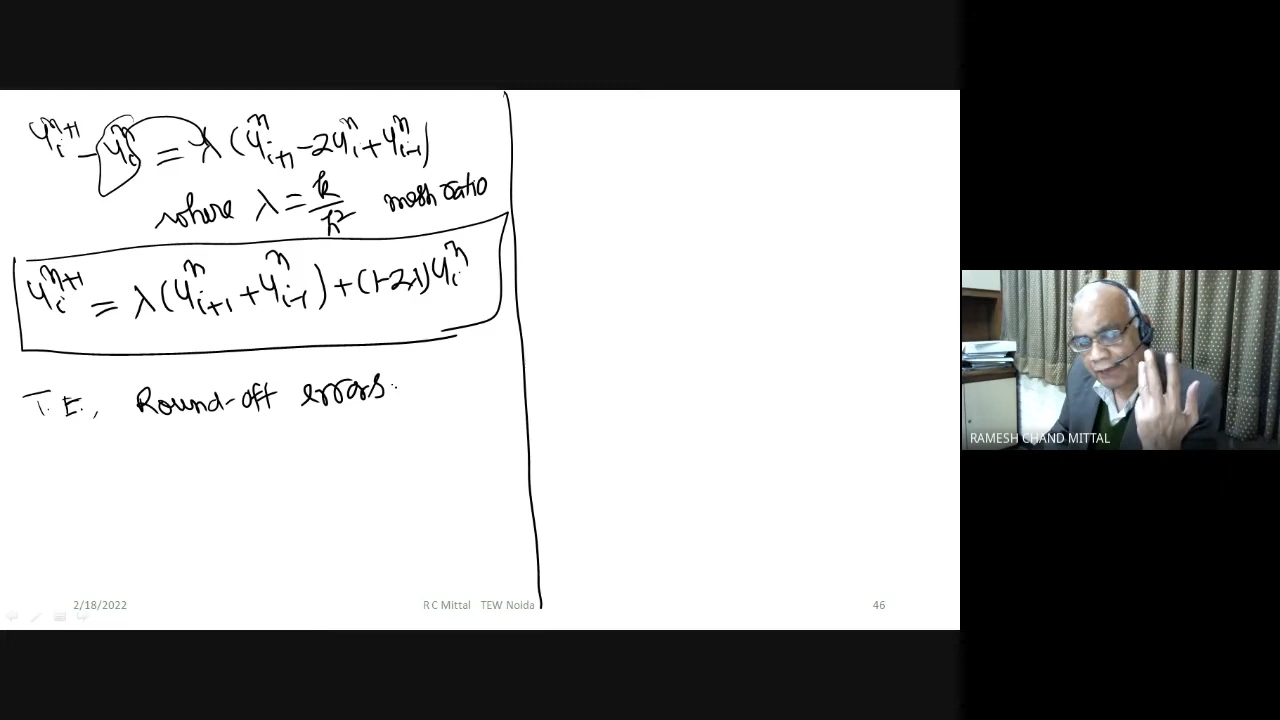 u_i^{n+1} - u_i^n = λ(u_{i+1}^n - 2u_i^n + u_{i-1}^n)
where λ = k/h² mesh ratio
u_i^{n+1} = λ(u_{i+1}^n + u_{i-1}^n) + (1-2λ)u_i^n
T.E., Round-off errors.
RAMESH CHAND MITTAL
2/18/2022 R C Mittal TEW Noida 46